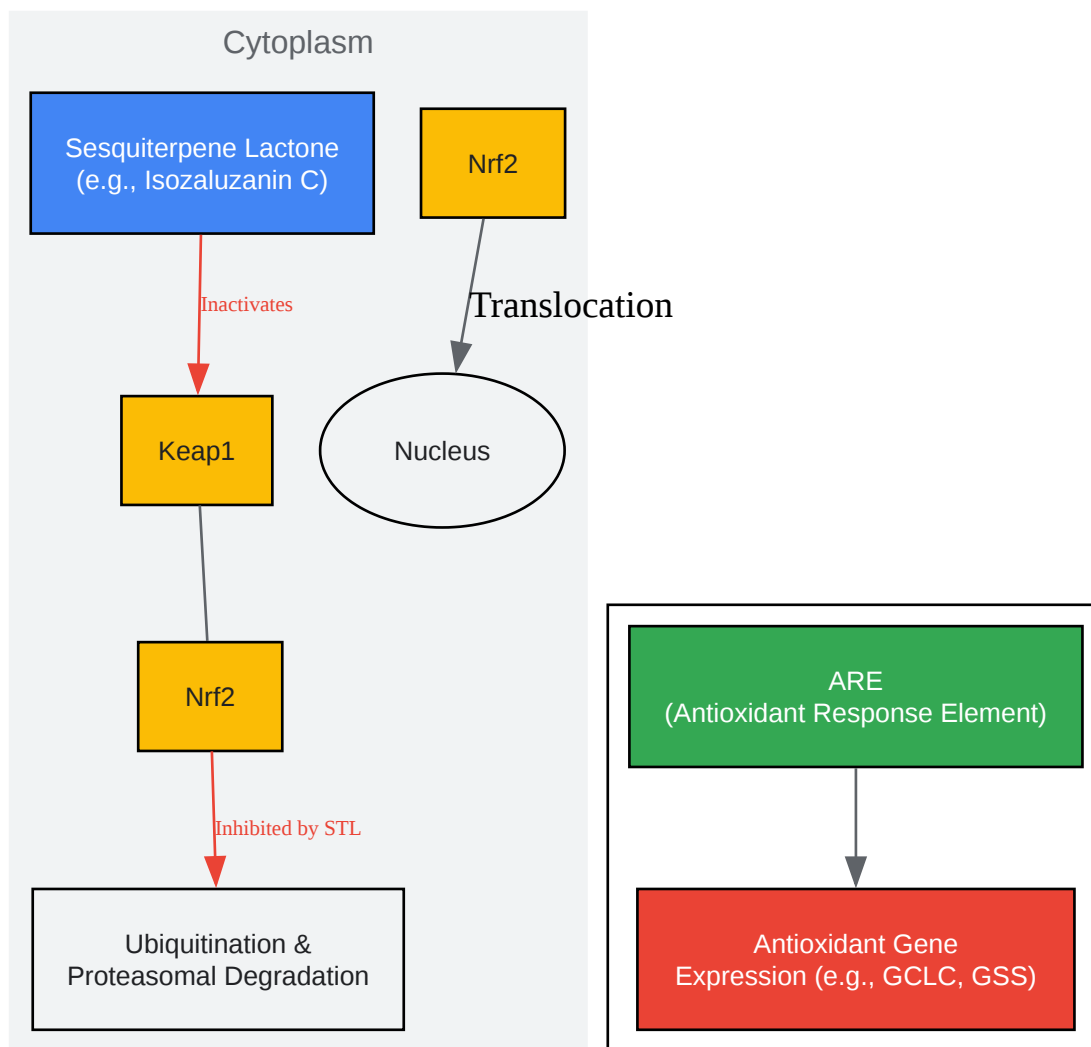 Cytoplasm
Sesquiterpene Lactone
(e.g., Isozaluzanin C)
Nrf2
Inactivates
Translocation
Keap1
Nucleus
Nrf2
ARE
(Antioxidant Response Element)
Inhibited by STL
Ubiquitination &
Proteasomal Degradation
Antioxidant Gene
Expression (e.g., GCLC, GSS)